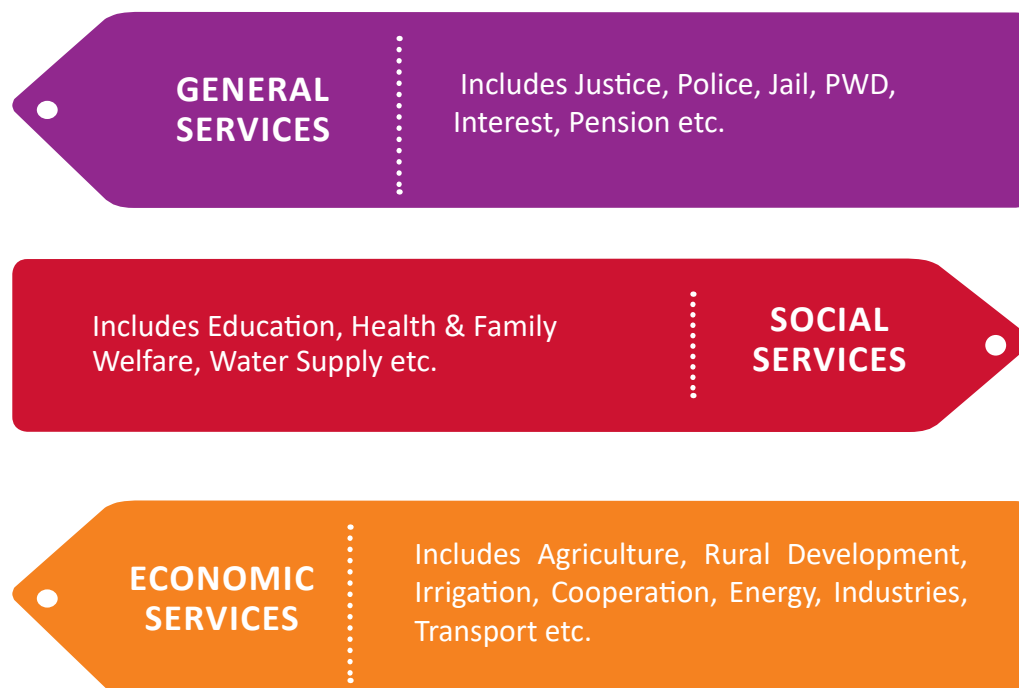 GENERAL
SERVICES
Includes Justice, Police, Jail, PWD,
Interest, Pension etc.
Includes Education, Health & Family
Welfare, Water Supply etc.
SOCIAL
SERVICES
ECONOMIC
SERVICES
Includes Agriculture, Rural Development,
Irrigation, Cooperation, Energy, Industries,
Transport etc.